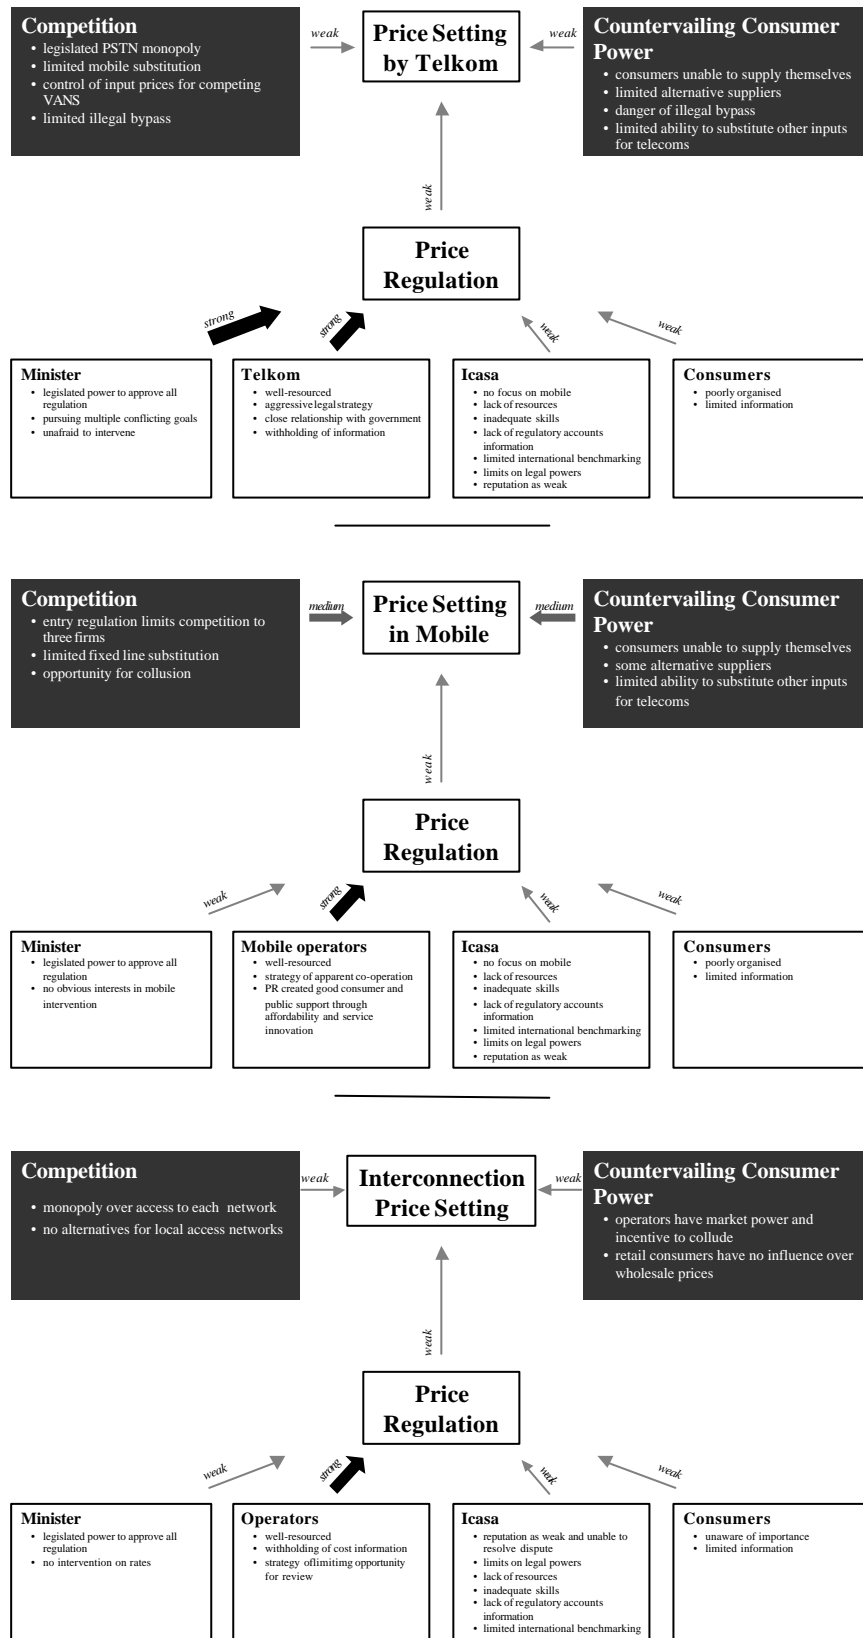 Competition
• legislated PSTN monopoly
• limited mobile substitution
• control of input prices for competing
VANS
• limited illegal bypass
weak
Price Setting
by Telkom
weak
Countervailing Consumer
Power
• consumers unable to supply themselves
• limited alternative suppliers
• danger of illegal bypass
• limited ability to substitute other inputs
for telecoms
weak
Price
Regulation
strong
strong
weak
weak
Minister
• legislated power to approve all
regulation
• pursuing multiple conflicting goals
• unafraid to intervene
Telkom
• well-resourced
• aggressive legal strategy
• close relationship with government
• withholding of information
Icasa
• no focus on mobile
• lack of resources
• inadequate skills
• lack of regulatory accounts
information
• limited international benchmarking
• limits on legal powers
• reputation as weak
Consumers
• poorly organised
• limited information
Competition
• entry regulation limits competition to
three firms
• limited fixed line substitution
• opportunity for collusion
medium
Price Setting
in Mobile
medium
Countervailing Consumer
Power
• consumers unable to supply themselves
• some alternative suppliers
• limited ability to substitute other inputs
for telecoms
weak
Price
Regulation
weak
strong
weak
weak
Minister
• legislated power to approve all
regulation
• no obvious interests in mobile
intervention
Mobile operators
• well-resourced
• strategy of apparent co-operation
• PR created good consumer and
public support through
affordability and service
innovation
Icasa
• no focus on mobile
• lack of resources
• inadequate skills
• lack of regulatory accounts
information
• limited international benchmarking
• limits on legal powers
• reputation as weak
Consumers
• poorly organised
• limited information
Competition
• monopoly over access to each network
• no alternatives for local access networks
weak
Interconnection
Price Setting
weak
Countervailing Consumer
Power
• operators have market power and
incentive to collude
• retail consumers have no influence over
wholesale prices
weak
Price
Regulation
weak
strong
weak
weak
Minister
• legislated power to approve all
regulation
• no intervention on rates
Operators
• well-resourced
• withholding of cost information
• strategy oflimitimg opportunity
for review
Icasa
• reputation as weak and unable to
resolve dispute
• limits on legal powers
• lack of resources
• inadequate skills
• lack of regulatory accounts
information
• limited international benchmarking
Consumers
• unaware of importance
• limited information